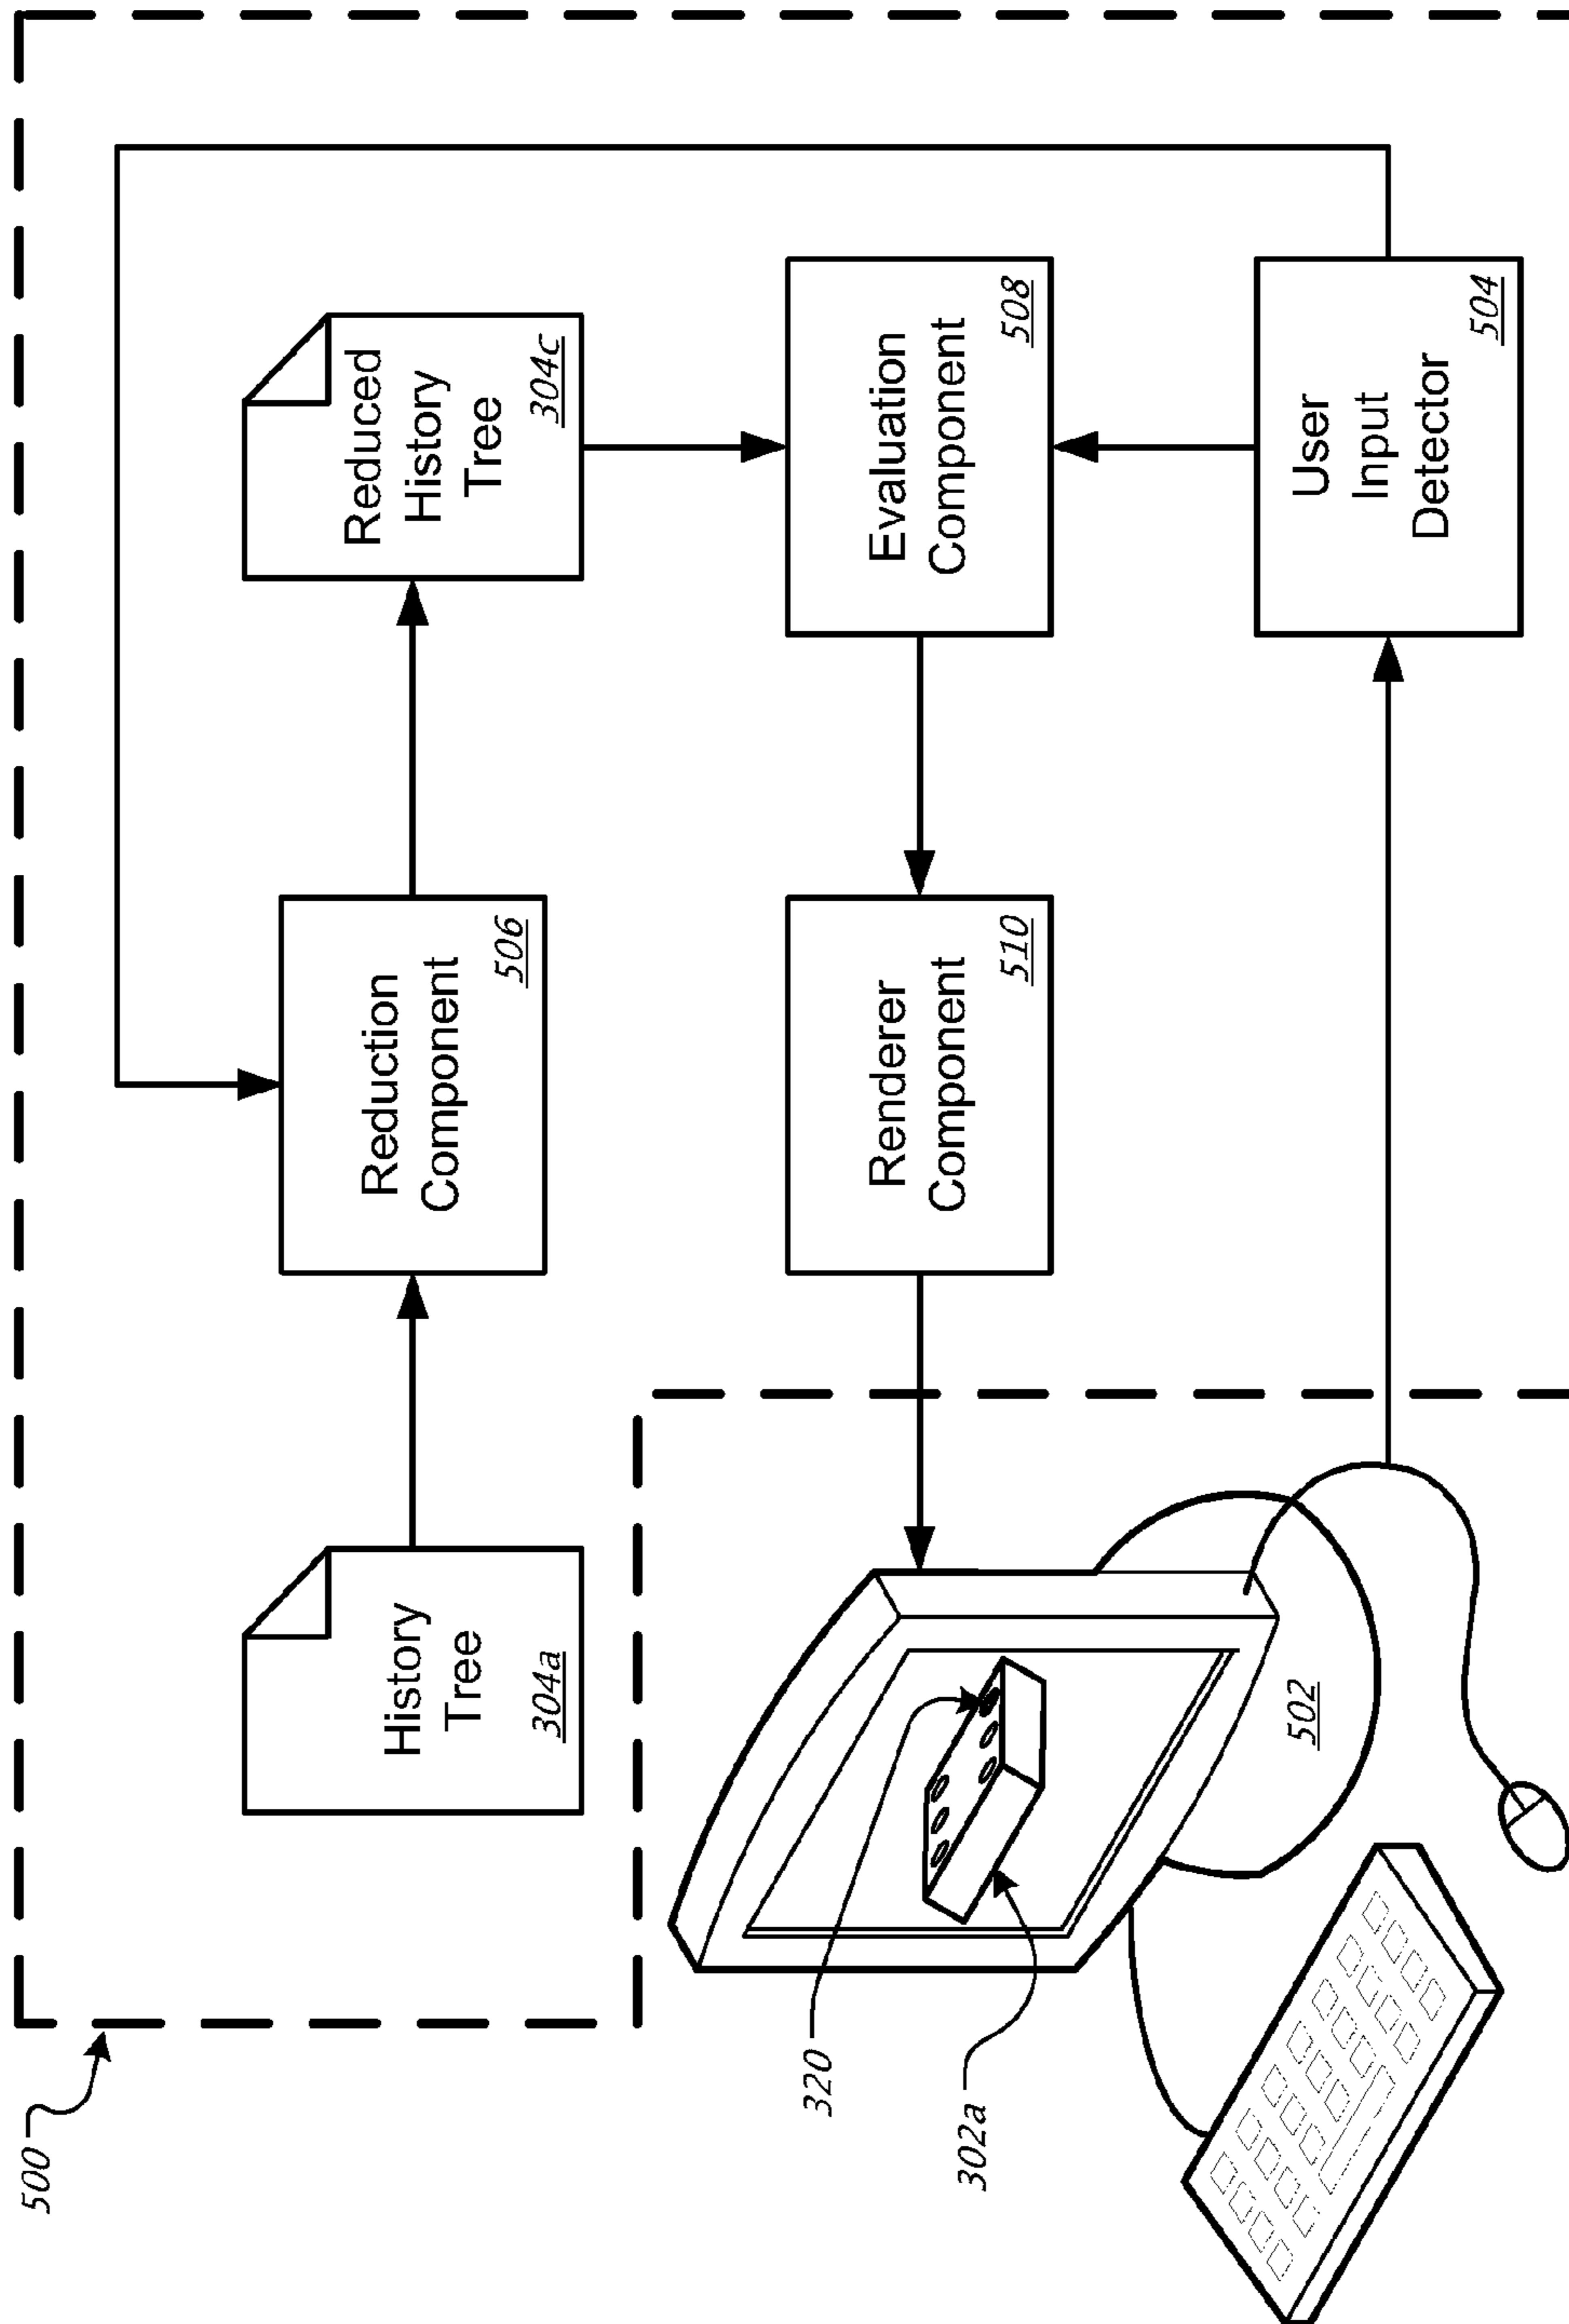 500
History
Tree
304a
Reduction
Component
506
Reduced
History
Tree
304c
320
302a
502
Renderer
Component
510
Evaluation
Component
508
User
Input
Detector
504